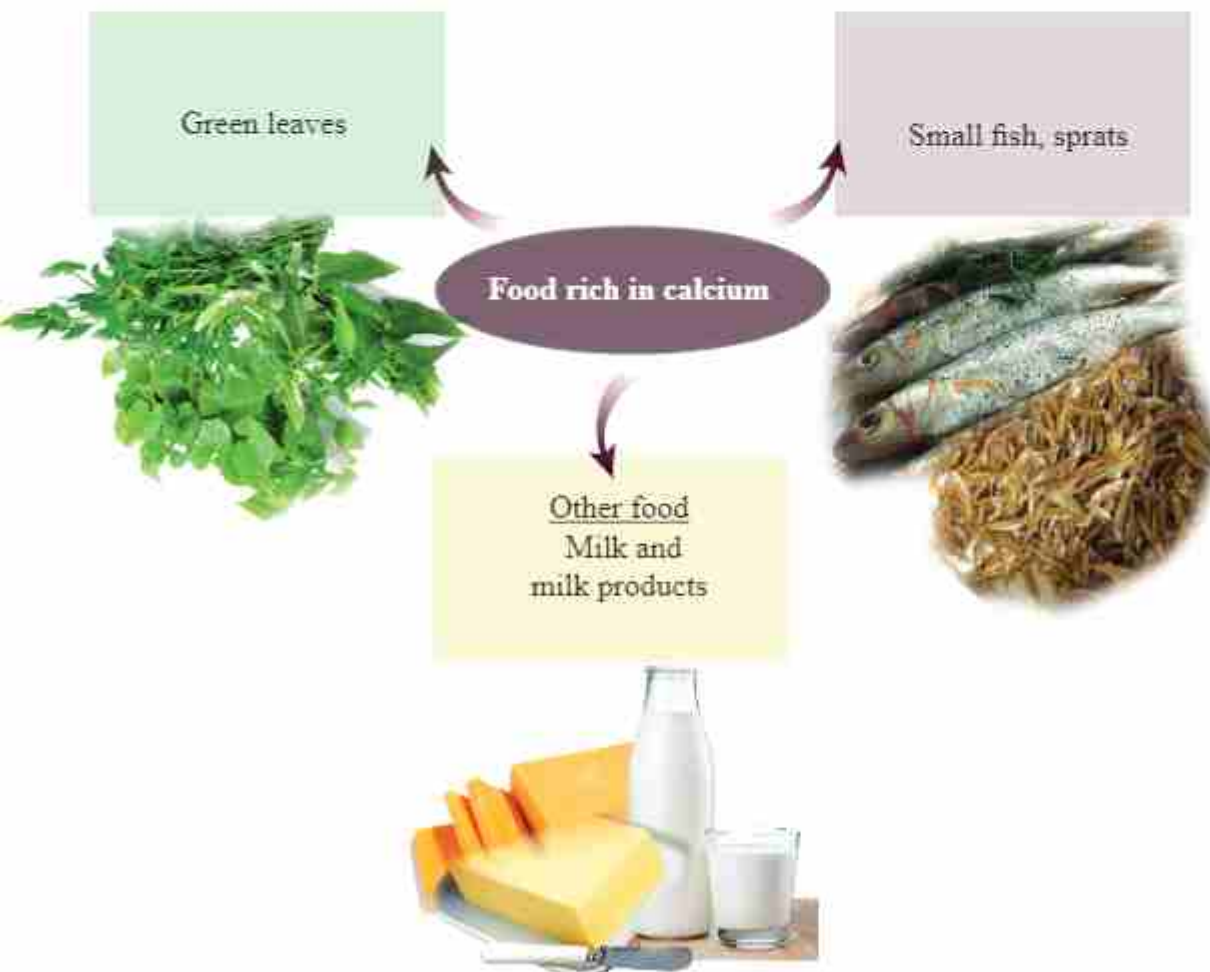 Green leaves
Small fish, sprats
Food rich in calcium
Other food
Milk and
milk products